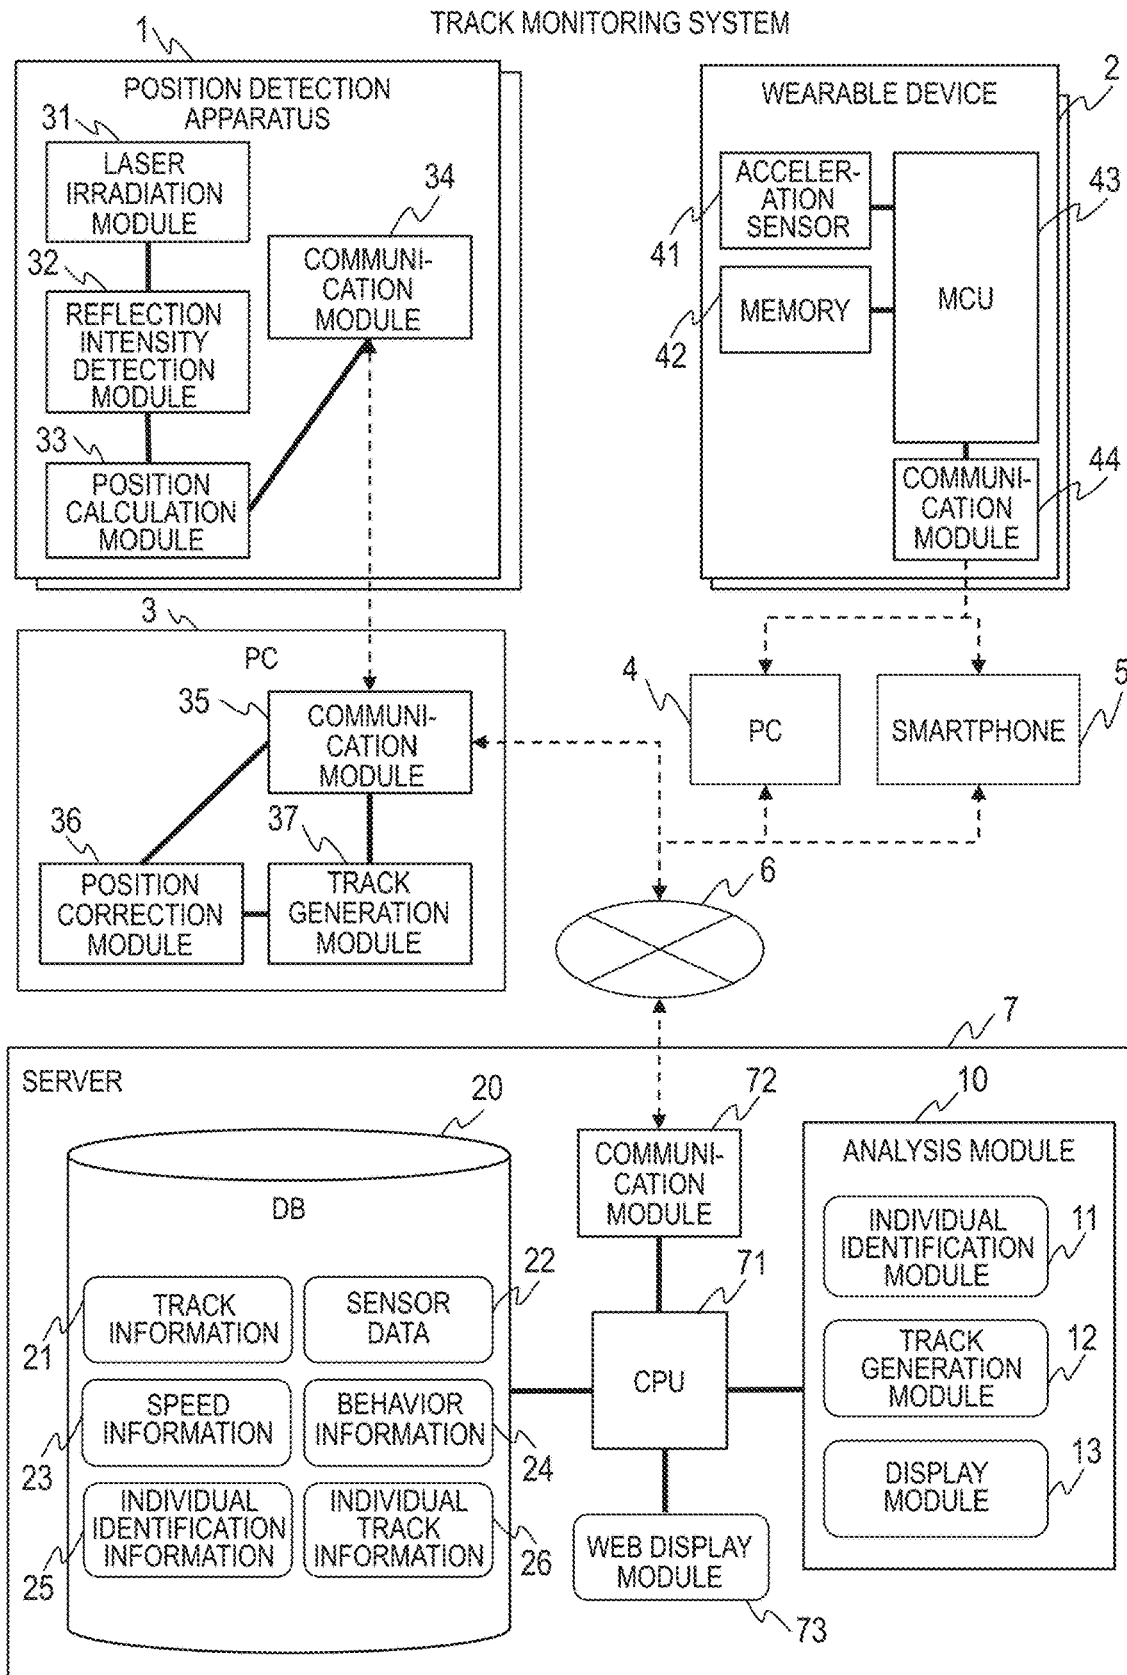 TRACK MONITORING SYSTEM
1
POSITION DETECTION
APPARATUS
31
LASER
IRRADIATION
MODULE
32
REFLECTION
INTENSITY
DETECTION
MODULE
33
POSITION
CALCULATION
MODULE
34
COMMUNI-
CATION
MODULE
2
WEARABLE DEVICE
41
ACCELER-
ATION
SENSOR
42
MEMORY
43
MCU
44
COMMUNI-
CATION
MODULE
3
PC
35
COMMUNI-
CATION
MODULE
36
POSITION
CORRECTION
MODULE
37
TRACK
GENERATION
MODULE
4
PC
5
SMARTPHONE
6
7
SERVER
20
DB
21
TRACK
INFORMATION
22
SENSOR
DATA
23
SPEED
INFORMATION
24
BEHAVIOR
INFORMATION
25
INDIVIDUAL
IDENTIFICATION
INFORMATION
26
INDIVIDUAL
TRACK
INFORMATION
72
COMMUNI-
CATION
MODULE
71
CPU
WEB DISPLAY
MODULE
73
10
ANALYSIS MODULE
INDIVIDUAL
IDENTIFICATION
MODULE
11
TRACK
GENERATION
MODULE
12
DISPLAY
MODULE
13